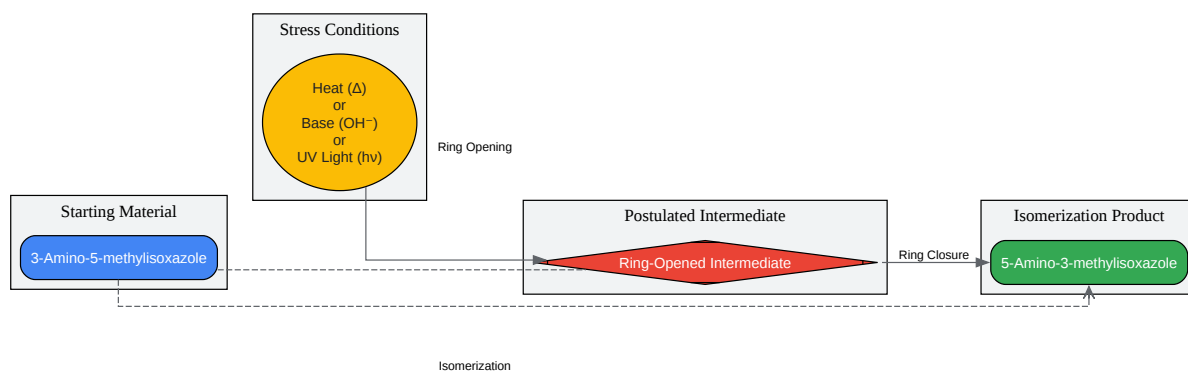 Stress Conditions
Heat (Δ)
or
Base (OH⁻)
or
UV Light (hν)
Ring Opening
Starting Material
3-Amino-5-methylisoxazole
Postulated Intermediate
Ring-Opened Intermediate
Ring Closure
Isomerization Product
5-Amino-3-methylisoxazole
Isomerization